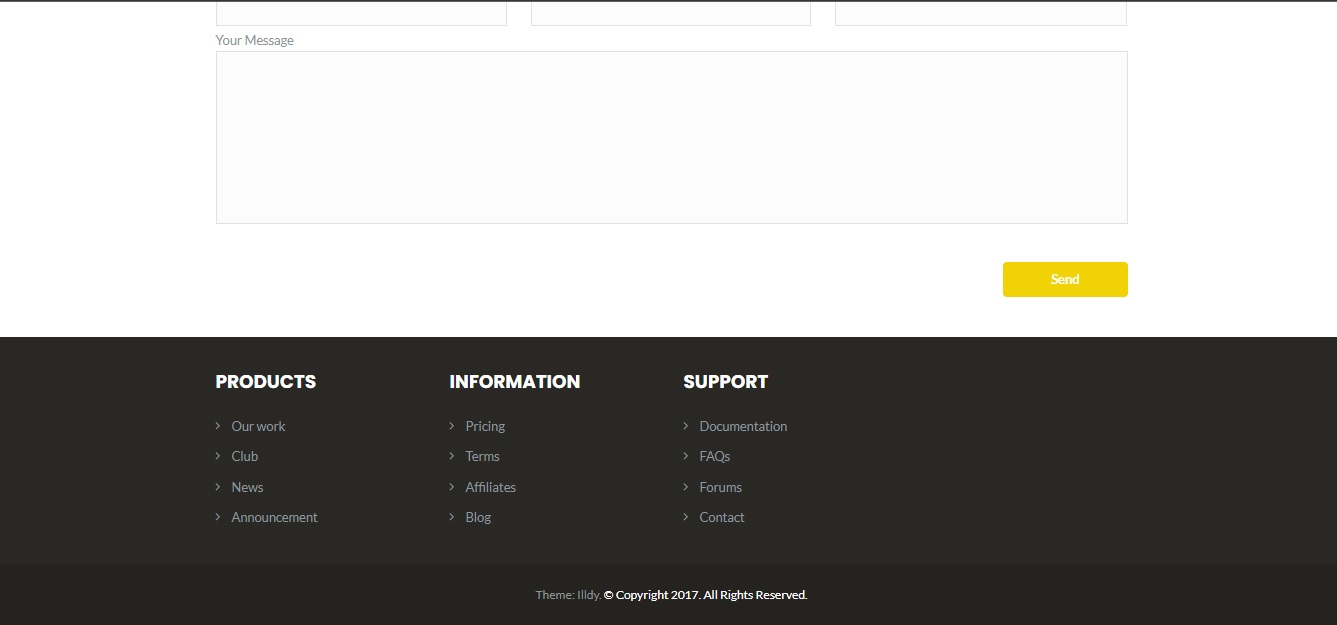 Your Message
Send
PRODUCTS
Our work
Club
News
Announcement
INFORMATION
Pricing
Terms
Affiliates
Blog
SUPPORT
Documentation
FAQs
Forums
Contact
Theme: Illdy. © Copyright 2017. All Rights Reserved.